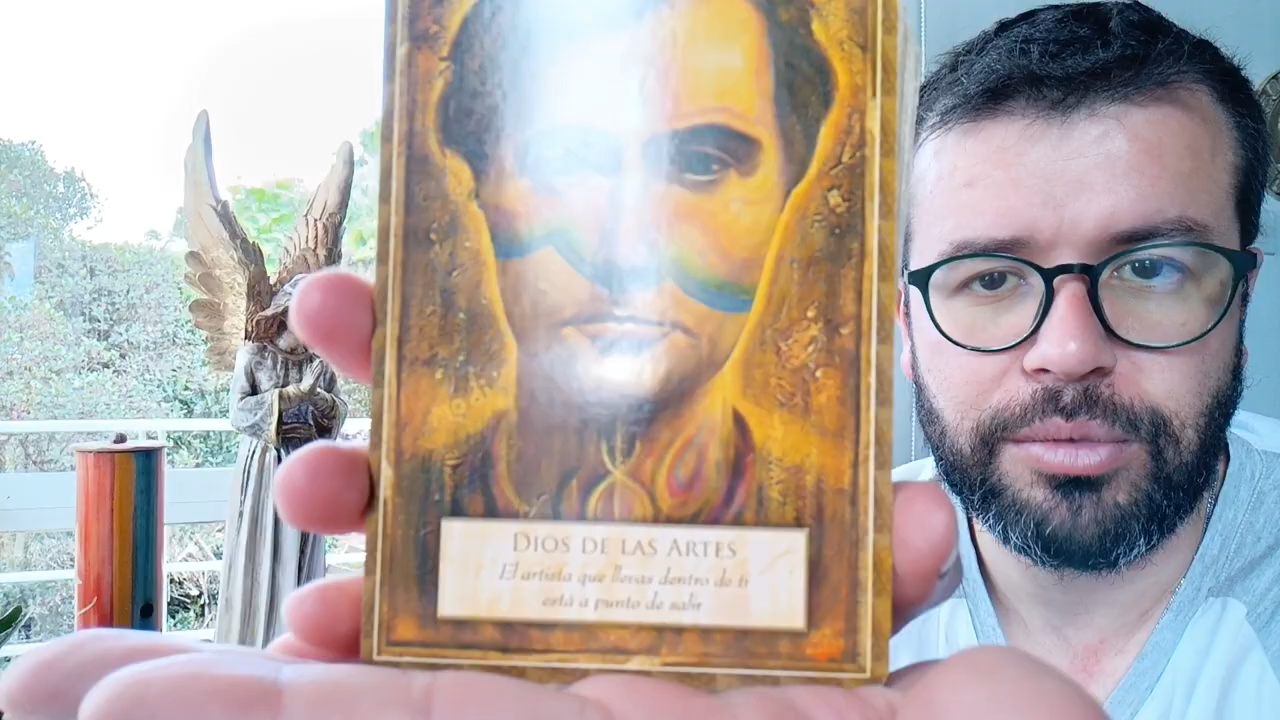 DIOS DE LAS ARTES
El artista que llevas dentro de ti
está a punto de salir